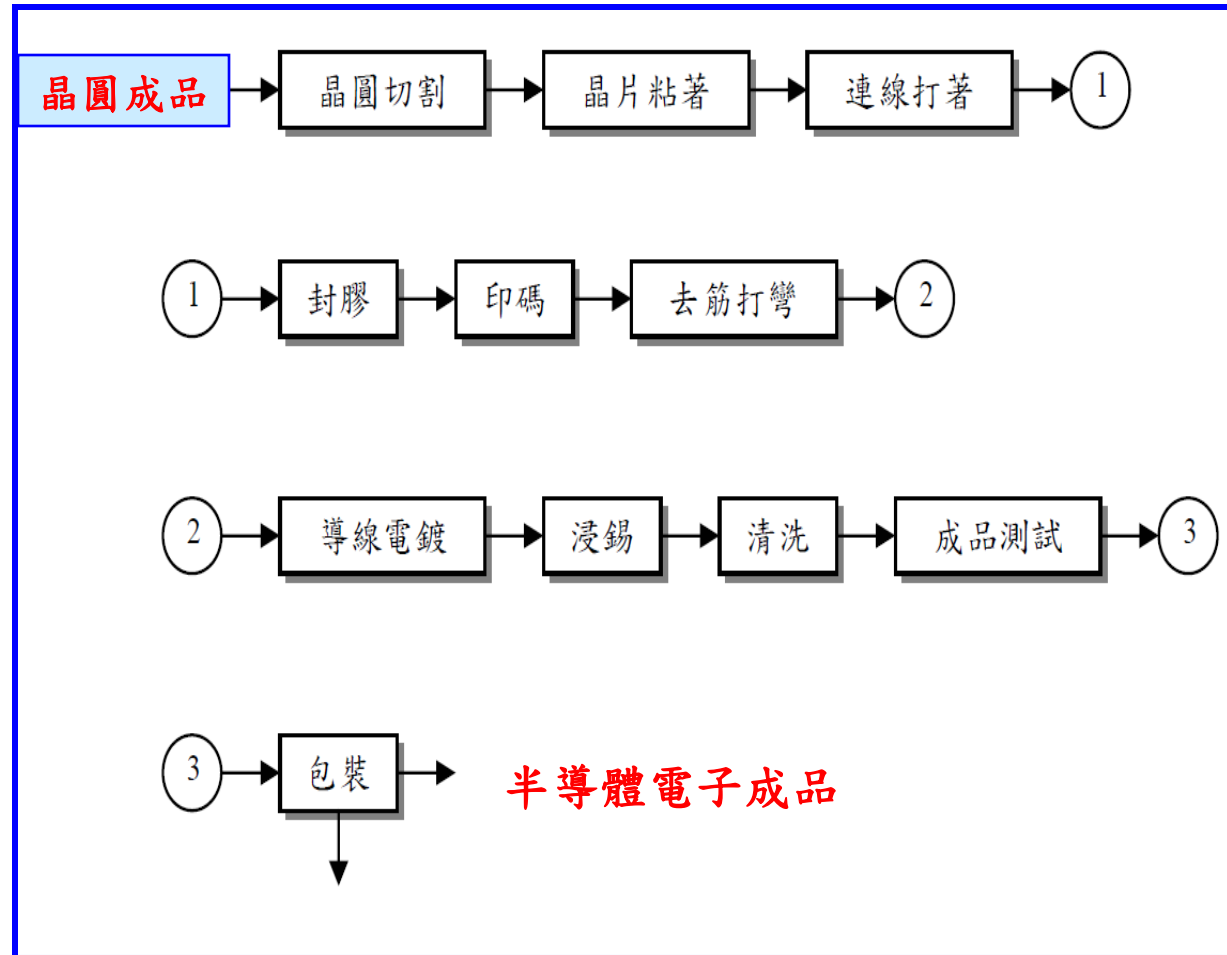 晶圓成品 晶圓切割 晶片粘著 連線打著 1
1 封膠 印碼 去筋打彎 2
2 導線電鍍 浸錫 清洗 成品測試 3
3 包裝 半導體電子成品